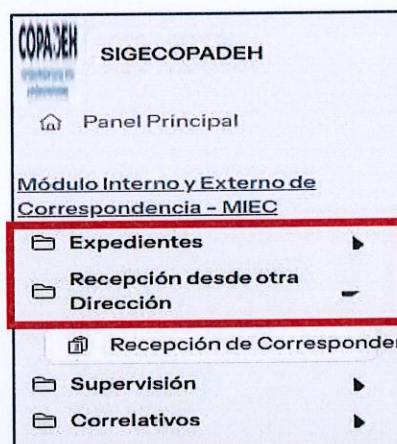 COPADEH
SIGECOPADEH
Panel Principal
Módulo Interno y Externo de
Correspondencia - MIEC
Expedientes
Recepción desde otra
Dirección
Recepción de Corresponden
Supervisión
Correlativos